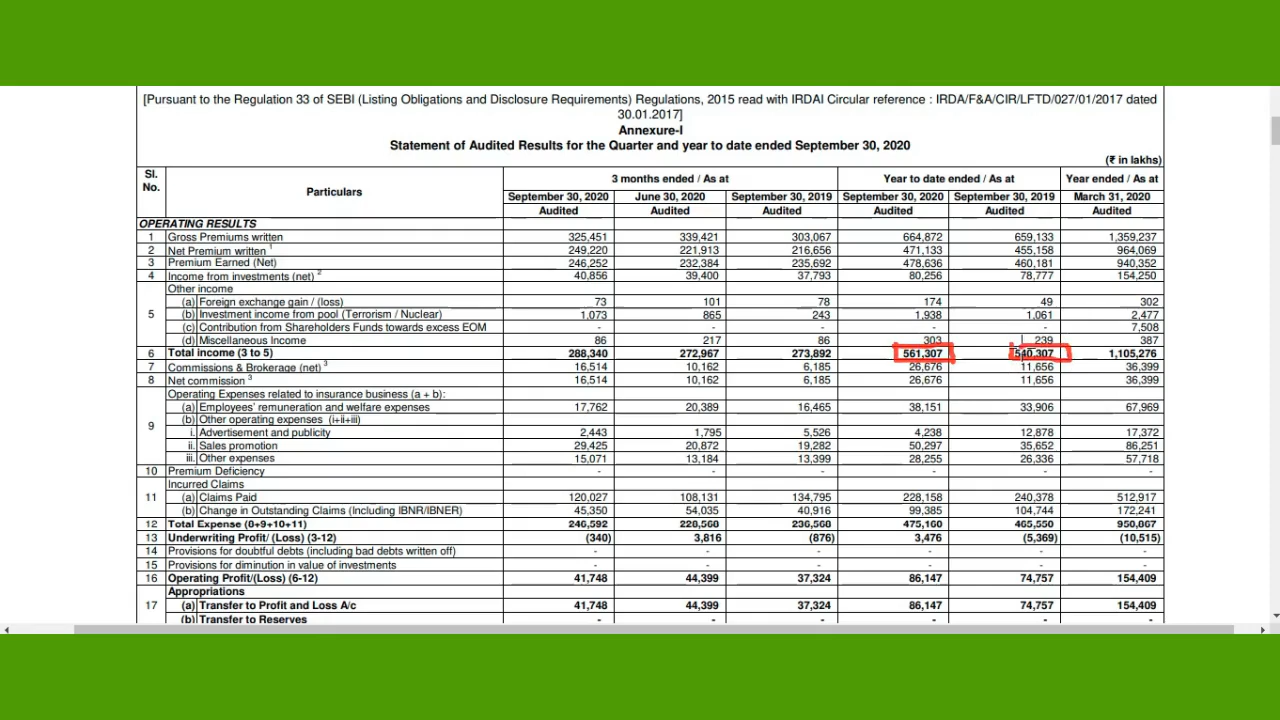 [Pursuant to the Regulation 33 of SEBI (Listing Obligations and Disclosure Requirements) Regulations, 2015 read with IRDAI Circular reference : IRDA/F&A/CIR/LFTD/027/01/2017 dated
30.01.2017]
Annexure-I
Statement of Audited Results for the Quarter and year to date ended September 30, 2020
(₹ in lakhs)
Sl. No. Particulars 3 months ended / As at Year to date ended / As at Year ended / As at
September 30, 2020 June 30, 2020 September 30, 2019 September 30, 2020 September 30, 2019 March 31, 2020
Audited Audited Audited Audited Audited Audited
OPERATING RESULTS
1 Gross Premiums written 325,451 339,421 303,067 664,872 659,133 1,359,237
2 Net Premium written 1 249,220 221,913 216,656 471,133 455,158 964,069
3 Premium Earned (Net) 246,252 232,384 235,692 478,636 460,181 940,352
4 Income from investments (net) 2 40,856 39,400 37,793 80,256 78,777 154,250
5 Other income
(a) Foreign exchange gain / (loss) 73 101 78 174 49 302
(b) Investment income from pool (Terrorism / Nuclear) 1,073 865 243 1,938 1,061 2,477
(c) Contribution from Shareholders Funds towards excess EOM - - - - - 7,508
(d) Miscellaneous Income 86 217 86 303 239 387
6 Total income (3 to 5) 288,340 272,967 273,892 561,307 540,307 1,105,276
7 Commissions & Brokerage (net) 3 16,514 10,162 6,185 26,676 11,656 36,399
8 Net commission 3 16,514 10,162 6,185 26,676 11,656 36,399
9 Operating Expenses related to insurance business (a + b):
(a) Employees' remuneration and welfare expenses 17,762 20,389 16,465 38,151 33,906 67,969
(b) Other operating expenses (i+ii+iii)
i. Advertisement and publicity 2,443 1,795 5,526 4,238 12,878 17,372
ii. Sales promotion 29,425 20,872 19,282 50,297 35,652 86,251
iii. Other expenses 15,071 13,184 13,399 28,255 26,336 57,718
10 Premium Deficiency - - - - - -
11 Incurred Claims
(a) Claims Paid 120,027 108,131 134,795 228,158 240,378 512,917
(b) Change in Outstanding Claims (Including IBNR/IBNER) 45,350 54,035 40,916 99,385 104,744 172,241
12 Total Expense (8+9+10+11) 246,592 228,568 236,568 475,160 465,550 950,867
13 Underwriting Profit/ (Loss) (3-12) (340) 3,816 (876) 3,476 (5,369) (10,515)
14 Provisions for doubtful debts (including bad debts written off) - - - - - -
15 Provisions for diminution in value of investments - - - - - -
16 Operating Profit/(Loss) (6-12) 41,748 44,399 37,324 86,147 74,757 154,409
17 Appropriations
(a) Transfer to Profit and Loss A/c 41,748 44,399 37,324 86,147 74,757 154,409
(b) Transfer to Reserves - - - - - -